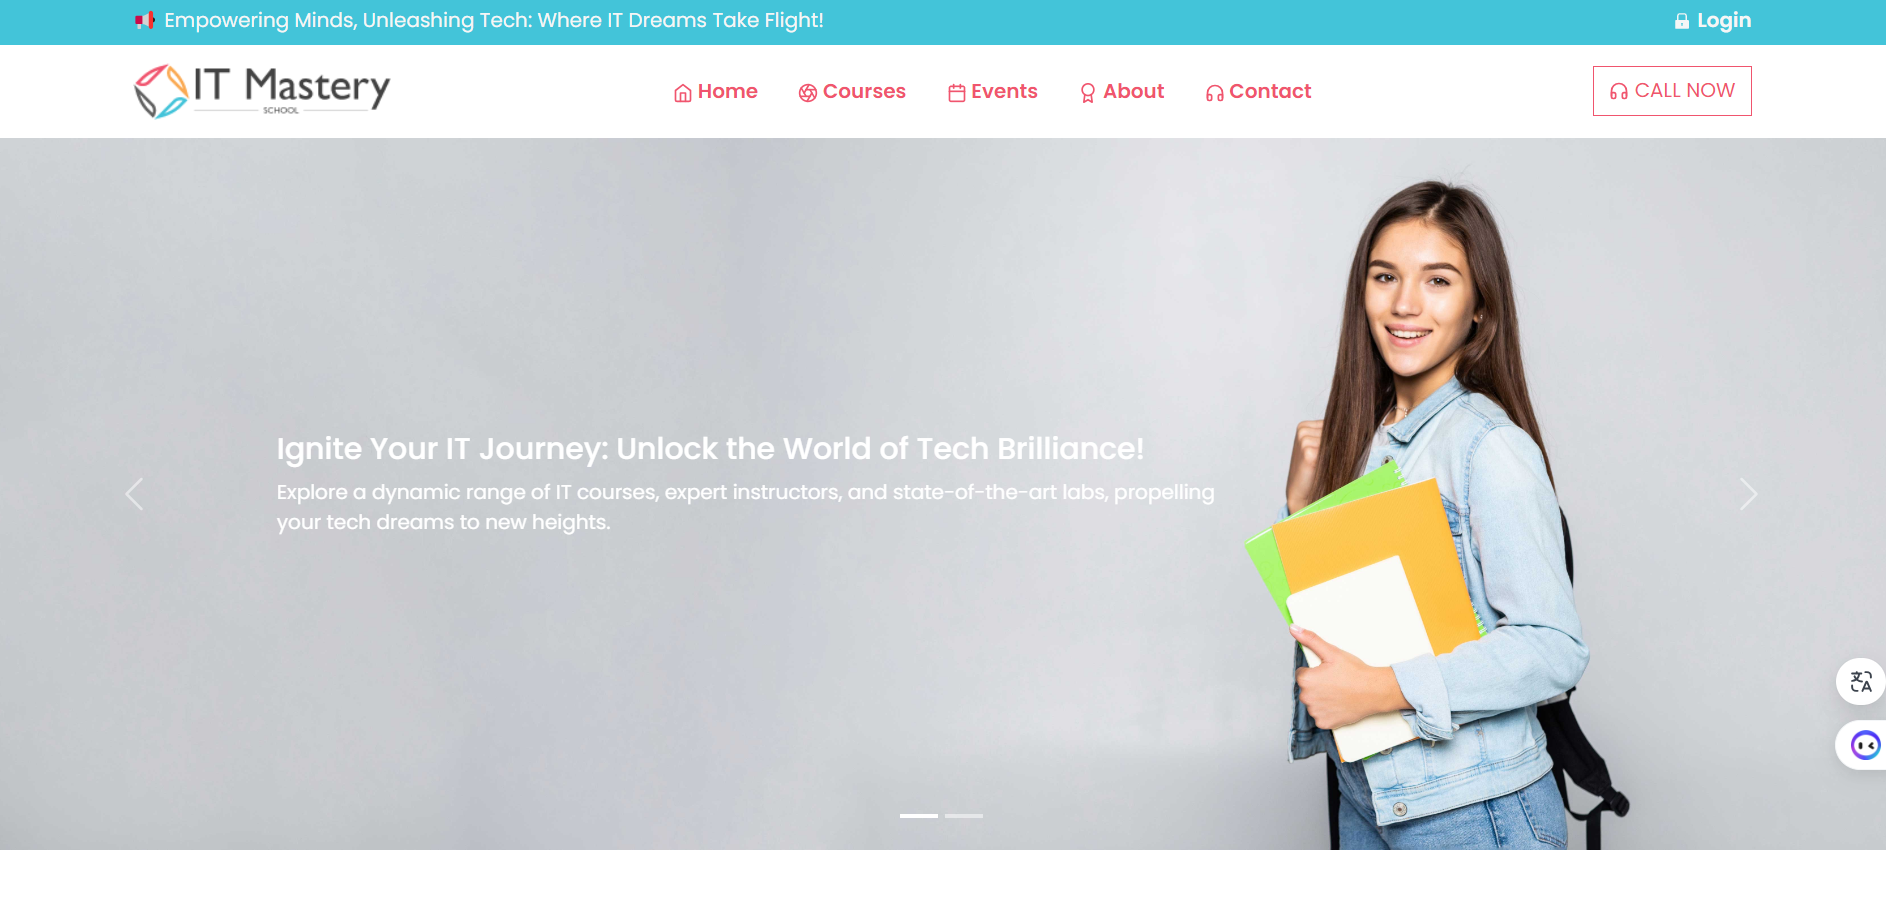 Empowering Minds, Unleashing Tech: Where IT Dreams Take Flight!
Login
IT Mastery
SCHOOL
Home
Courses
Events
About
Contact
CALL NOW
Ignite Your IT Journey: Unlock the World of Tech Brilliance!
Explore a dynamic range of IT courses, expert instructors, and state-of-the-art labs, propelling
your tech dreams to new heights.